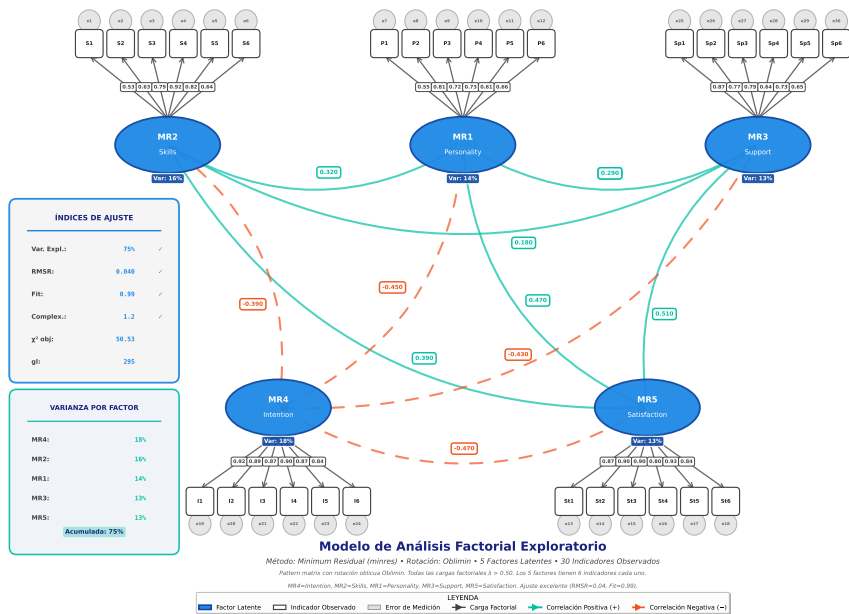 e1 e2 e3 e4 e5 e6
S1 S2 S3 S4 S5 S6
0.53 0.63 0.79 0.92 0.82 0.64
MR2
Skills
Var: 16%
e7 e8 e9 e10 e11 e12
P1 P2 P3 P4 P5 P6
0.55 0.81 0.72 0.73 0.61 0.66
MR1
Personality
Var: 14%
e25 e26 e27 e28 e29 e30
Sp1 Sp2 Sp3 Sp4 Sp5 Sp6
0.87 0.77 0.79 0.64 0.73 0.65
MR3
Support
Var: 13%
0.320
0.290
0.180
-0.450
-0.390
0.470
0.510
-0.430
0.390
-0.470
ÍNDICES DE AJUSTE
Var. Expl.: 75% ✓
RMSR: 0.040 ✓
Fit: 0.99 ✓
Complex.: 1.2 ✓
χ² obj: 50.53
gl: 295
VARIANZA POR FACTOR
MR4: 18%
MR2: 16%
MR1: 14%
MR3: 13%
MR5: 13%
Acumulada: 75%
MR4
Intention
Var: 18%
0.92 0.89 0.87 0.90 0.87 0.84
I1 I2 I3 I4 I5 I6
e19 e20 e21 e22 e23 e24
MR5
Satisfaction
Var: 13%
0.87 0.90 0.90 0.80 0.93 0.84
St1 St2 St3 St4 St5 St6
e13 e14 e15 e16 e17 e18
Modelo de Análisis Factorial Exploratorio
Método: Minimum Residual (minres) • Rotación: Oblimin • 5 Factores Latentes • 30 Indicadores Observados
Pattern matrix con rotación oblicua Oblimin. Todas las cargas factoriales λ > 0.50. Los 5 factores tienen 6 indicadores cada uno.
MR4=Intention, MR2=Skills, MR1=Personality, MR3=Support, MR5=Satisfaction. Ajuste excelente (RMSR=0.04, Fit=0.99).
LEYENDA
Factor Latente Indicador Observado Error de Medición Carga Factorial Correlación Positiva (+) Correlación Negativa (−)